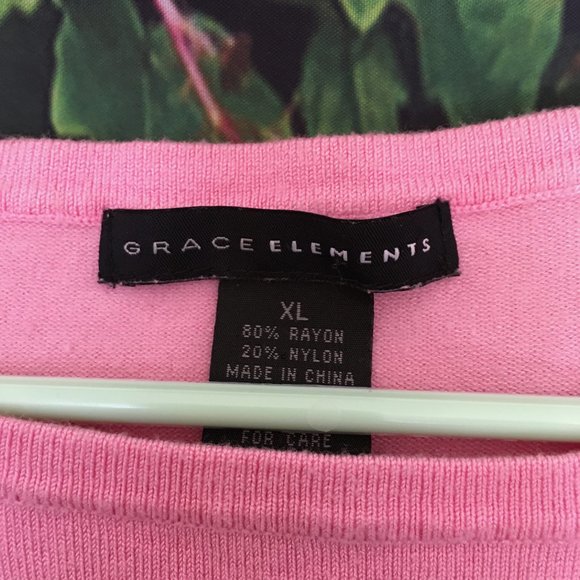 GRACE ELEMENTS
XL
80% RAYON
20% NYLON
MADE IN CHINA
FOR CARE